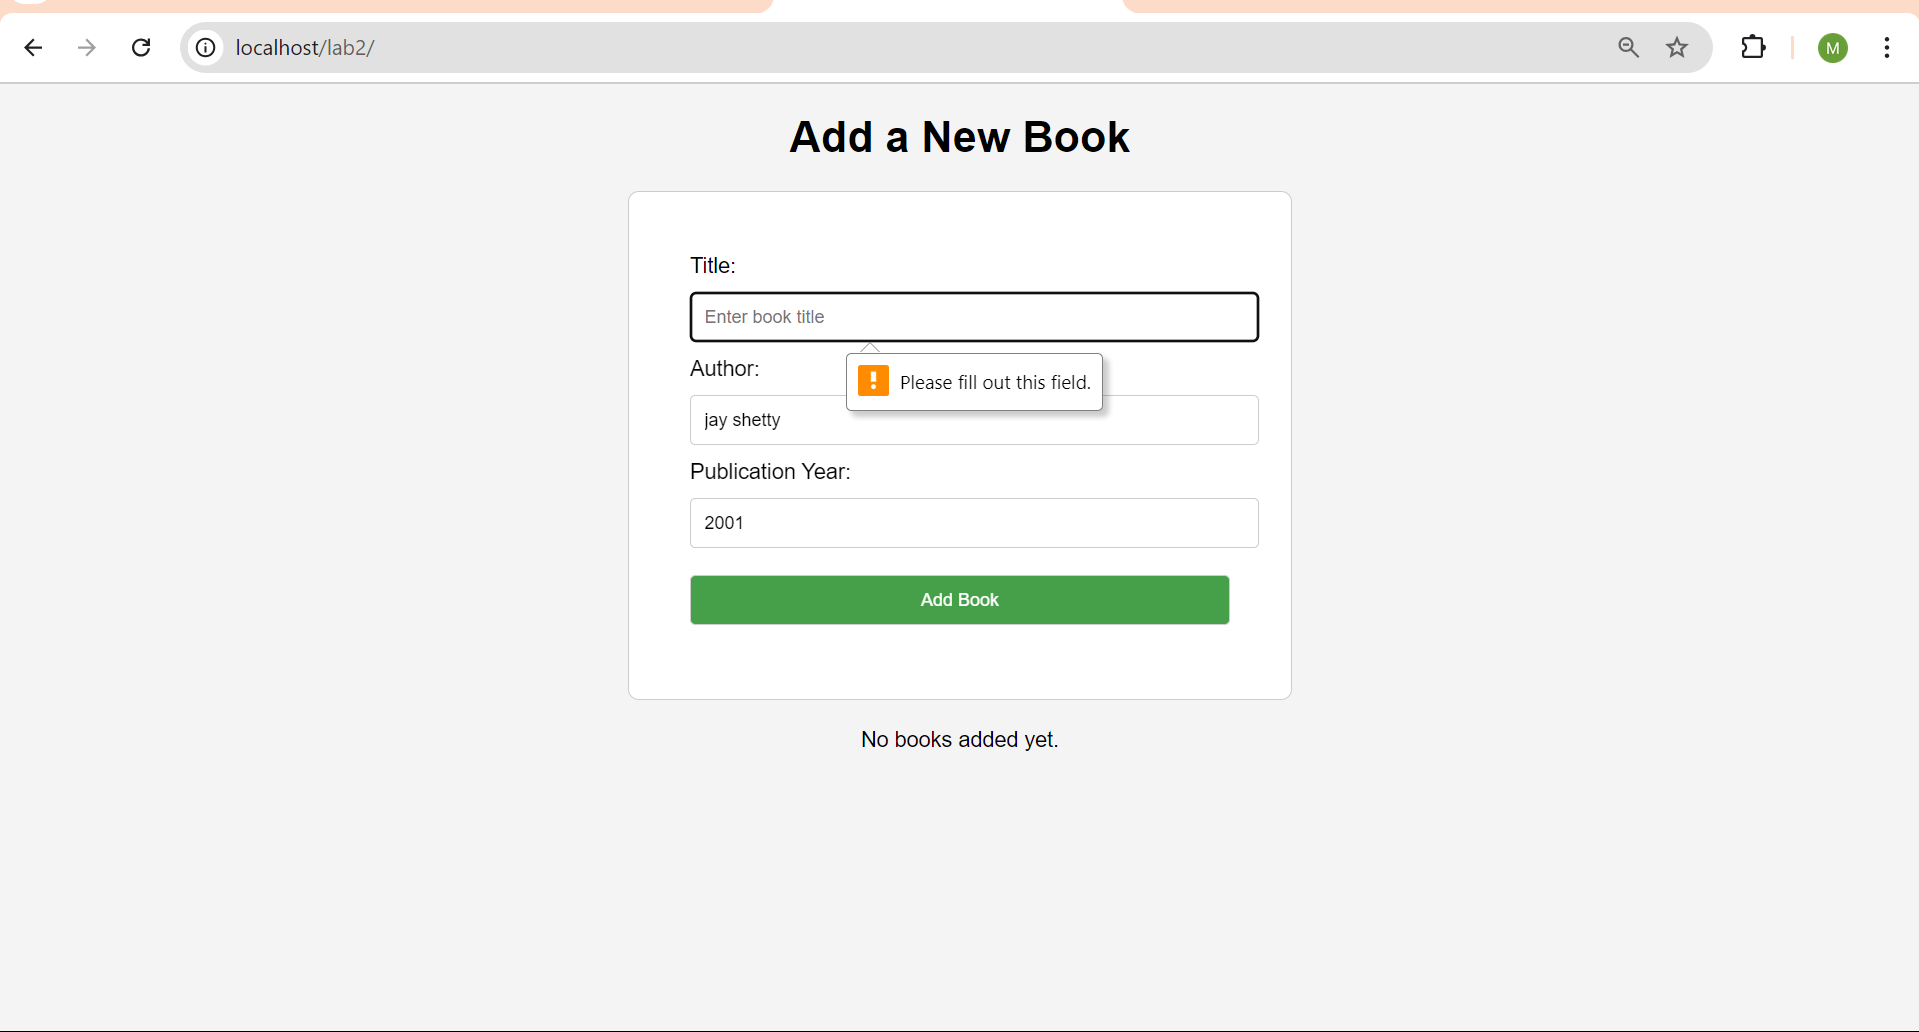 localhost/lab2/
M
Add a New Book
Title:
Enter book title
Please fill out this field.
Author:
jay shetty
Publication Year:
2001
Add Book
No books added yet.